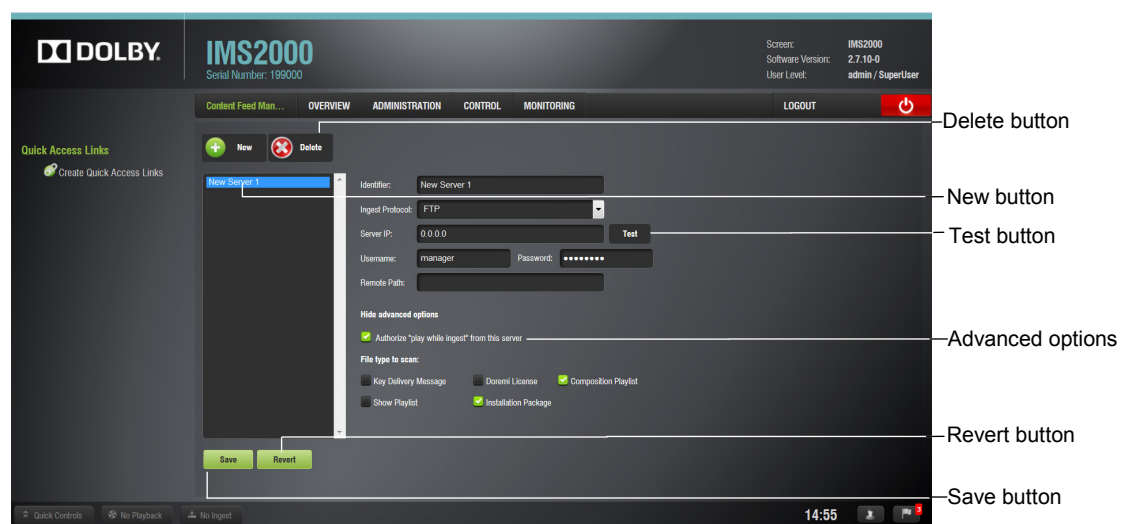 DOLBY.
IMS2000
Serial Number: 199000
Screen: IMS2000
Software Version: 2.7.10-0
User Level: admin / SuperUser
Content Feed Man... OVERVIEW ADMINISTRATION CONTROL MONITORING LOGOUT
Delete button
Quick Access Links
Create Quick Access Links
New Delete
New Server 1
Identifier: New Server 1
New button
Ingest Protocol: FTP
Server IP: 0.0.0.0 Test
Test button
Username: manager Password: ••••••••
Remote Path:
Hide advanced options
Authorize "play while ingest" from this server
Advanced options
File type to scan:
Key Delivery Message Doremi License Composition Playlist
Show Playlist Installation Package
Revert button
Save Revert
Save button
Quick Controls No Playback No Ingest 14:55 3